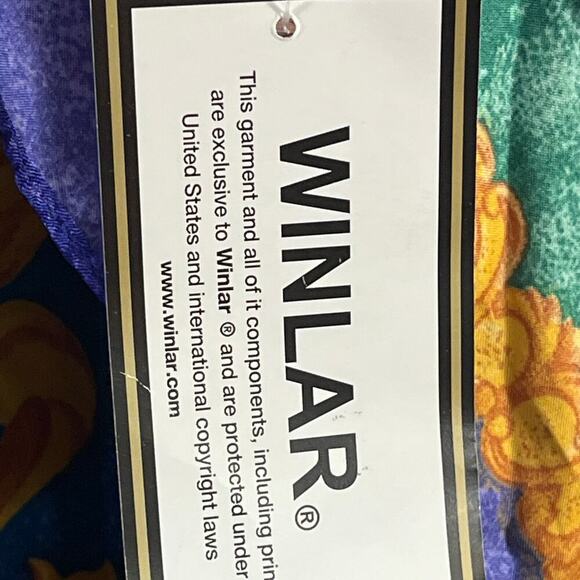 WINLAR®
This garment and all of it components, including prin
are exclusive to Winlar ® and are protected under
United States and international copyright laws
www.winlar.com